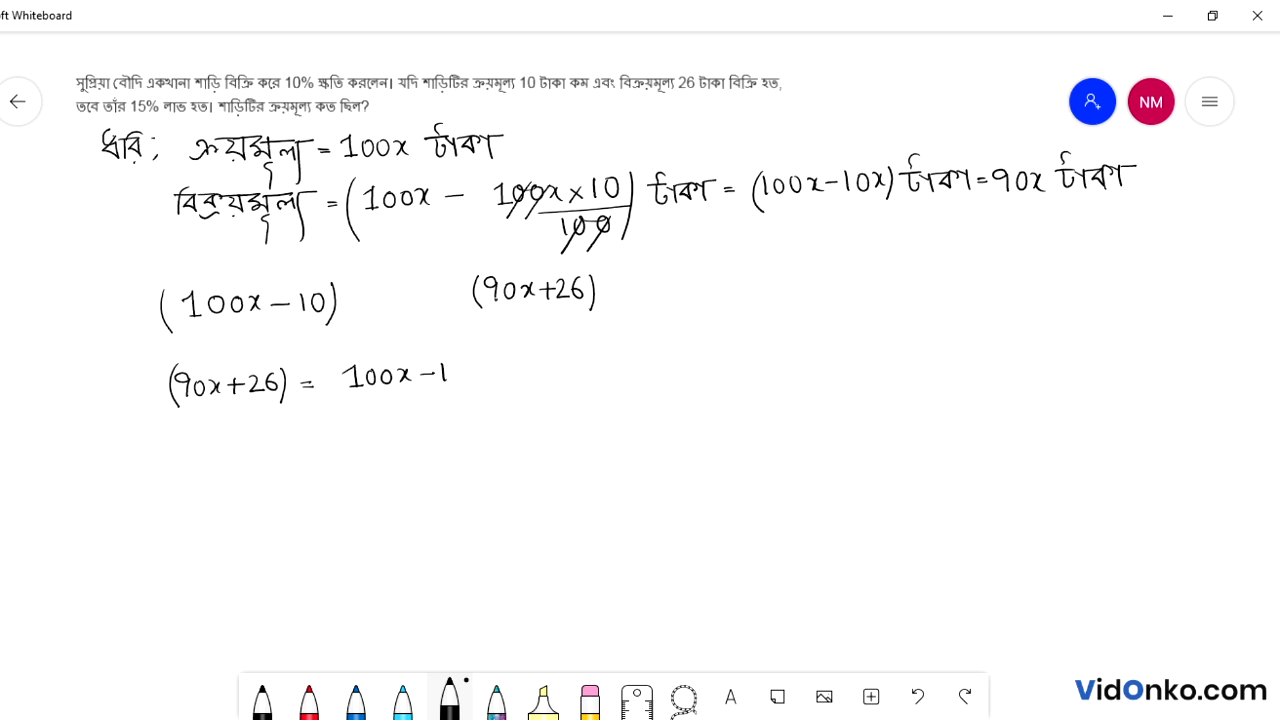 ft Whiteboard
সুপ্রিয়া বৌদি একখানা শাড়ি বিক্রি করে 10% ক্ষতি করলেন। যদি শাড়িটির ক্রয়মূল্য 10 টাকা কম এবং বিক্রয়মূল্য 26 টাকা বিক্রি হত,
তবে তাঁর 15% লাভ হত। শাড়িটির ক্রয়মূল্য কত ছিল?
NM
ধরি; ক্রয়মূল্য = 100x টাকা
বিক্রয়মূল্য = (100x - 100x × 10 / 100) টাকা = (100x-10x) টাকা = 90x টাকা
(100x-10) (90x+26)
(90x+26) = 100x -1
A
VidOnko.com